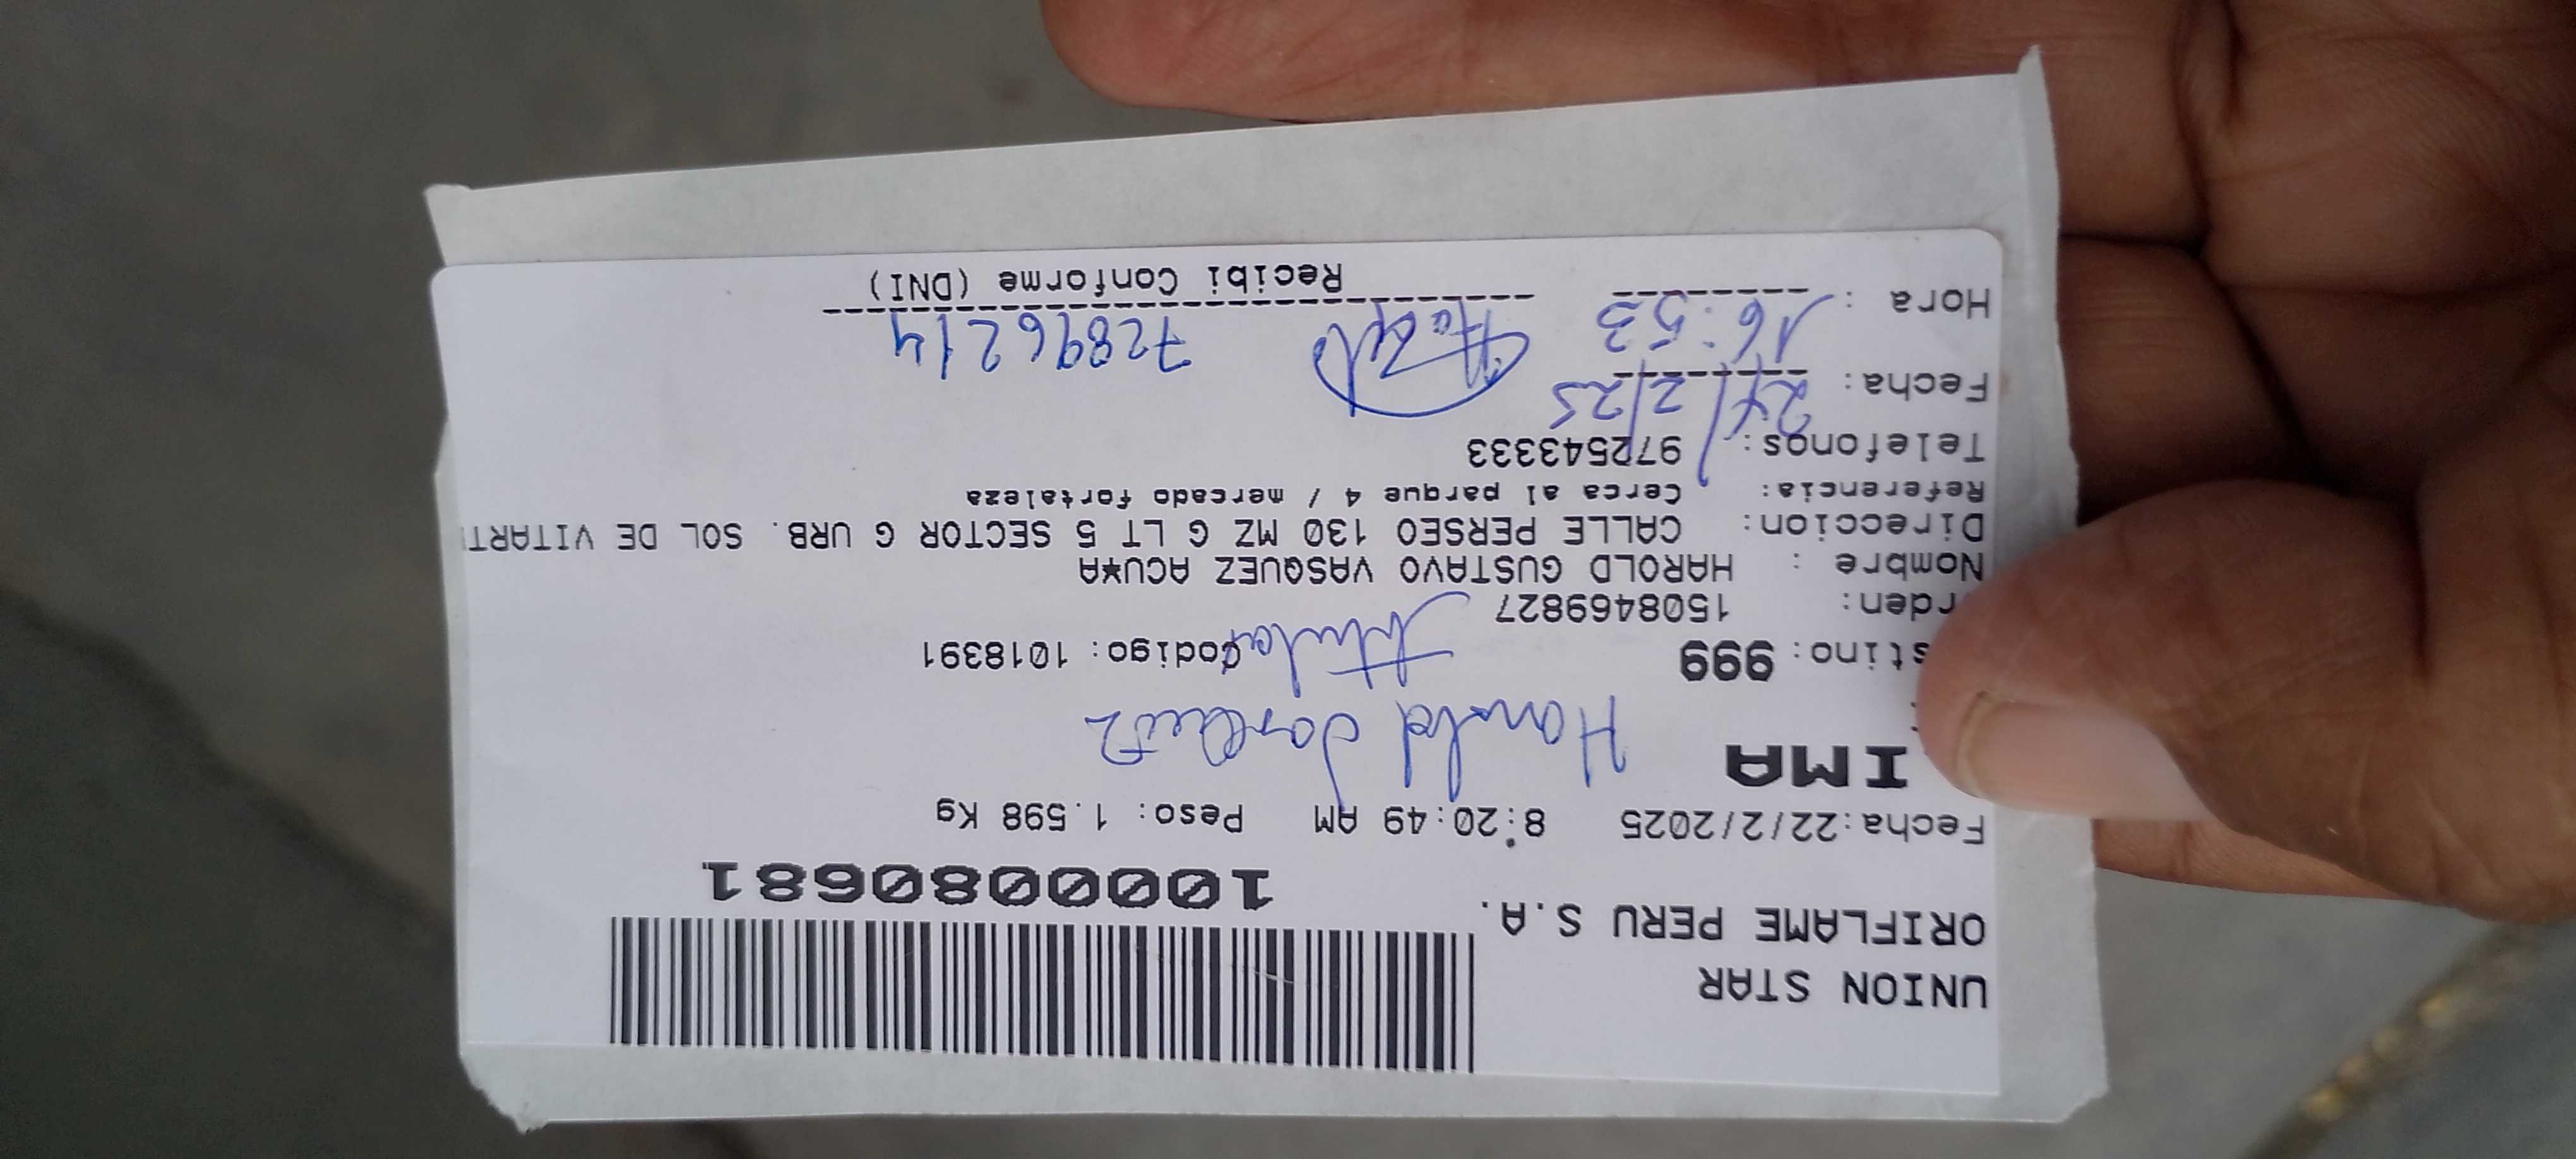 UNION STAR
ORIFLAME PERU S.A.
1000080681
Fecha:22/2/2025 8:20:49 AM Peso: 1.598 Kg
IMA
Harold
stino: 999 Codigo: 1018391
Titular
rden: 1508469827
Nombre : HAROLD GUSTAVO VASQUEZ ACU*A
Direccion: CALLE PERSEO 130 MZ G LT 5 SECTOR G URB. SOL DE VITART
Referencia: Cerca al parque 4 / mercado fortaleza
Telefonos: 972543333
Fecha: 24/2/25
Hora : 16:53
72896214
Recibi Conforme (DNI)